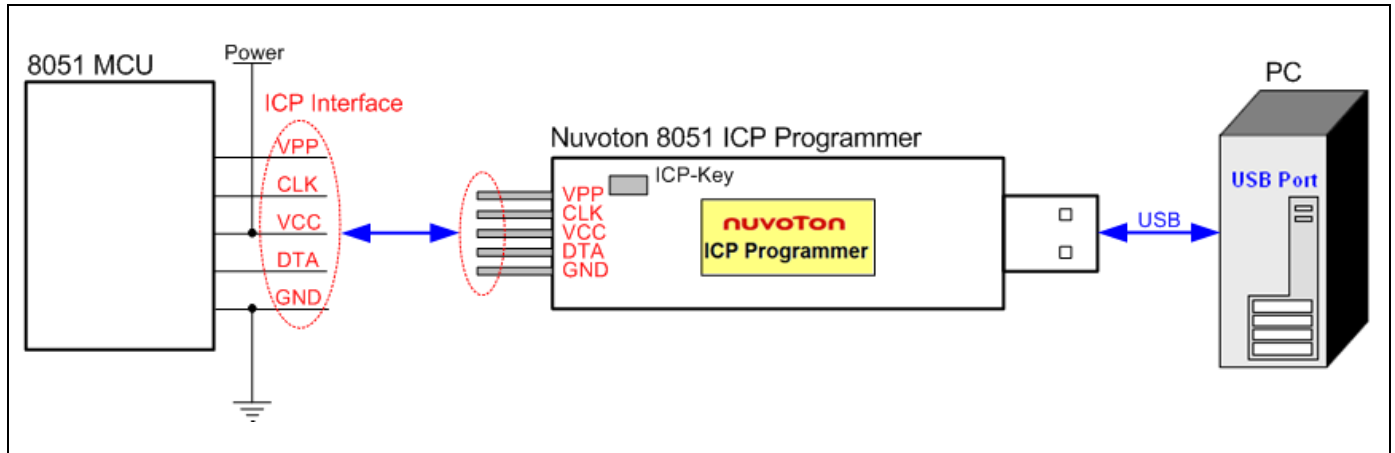 8051 MCU
Power
ICP Interface
VPP
CLK
VCC
DTA
GND
Nuvoton 8051 ICP Programmer
ICP-Key
VPP
CLK
VCC
DTA
GND
nuvoTon
ICP Programmer
USB
PC
USB Port